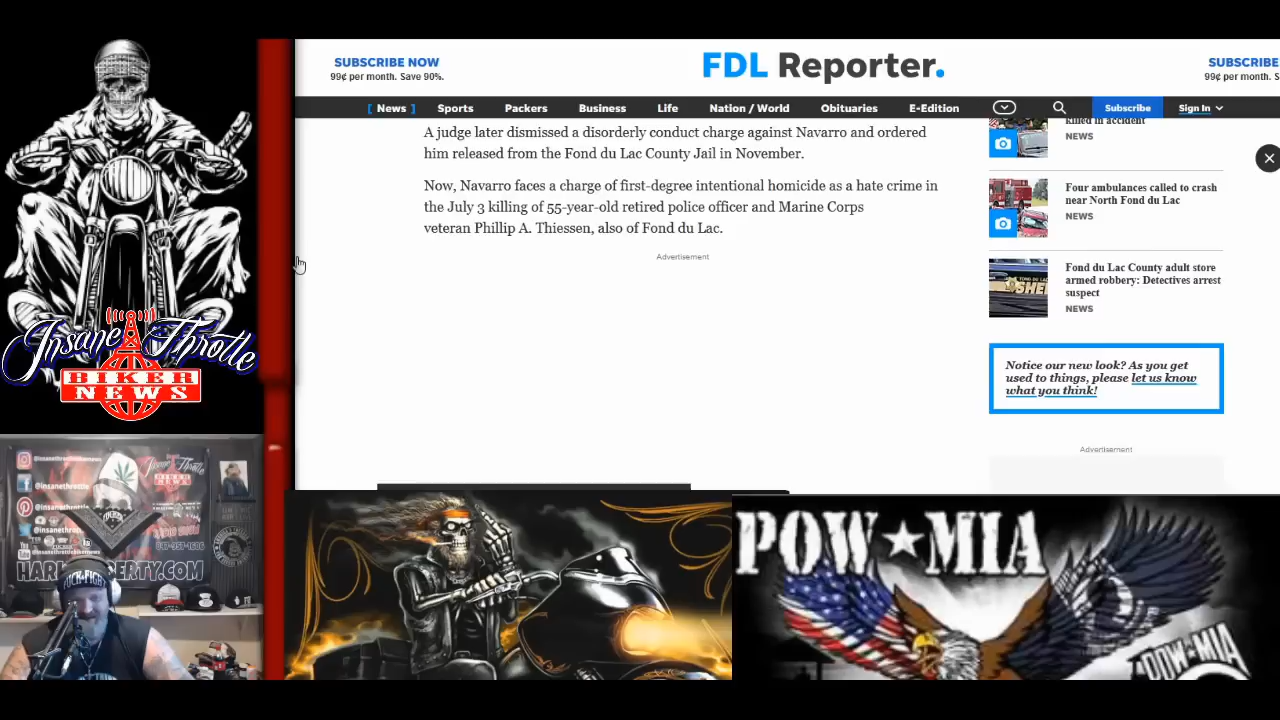 SUBSCRIBE NOW
99¢ per month. Save 90%.
FDL Reporter.
SUBSCRIBE
99¢ per month. S
[ News ] Sports Packers Business Life Nation / World Obituaries E-Edition Subscribe Sign In
A judge later dismissed a disorderly conduct charge against Navarro and ordered
him released from the Fond du Lac County Jail in November.
Now, Navarro faces a charge of first-degree intentional homicide as a hate crime in
the July 3 killing of 55-year-old retired police officer and Marine Corps
veteran Phillip A. Thiessen, also of Fond du Lac.
Advertisement
killed in accident
NEWS
Four ambulances called to crash
near North Fond du Lac
NEWS
Fond du Lac County adult store
armed robbery: Detectives arrest
suspect
NEWS
Notice our new look? As you get
used to things, please let us know
what you think!
Advertisement
Insane Throttle
BIKER
NEWS
@insanethrottlebikernews
@insanethrottle
POW★MIA
POW-MIA